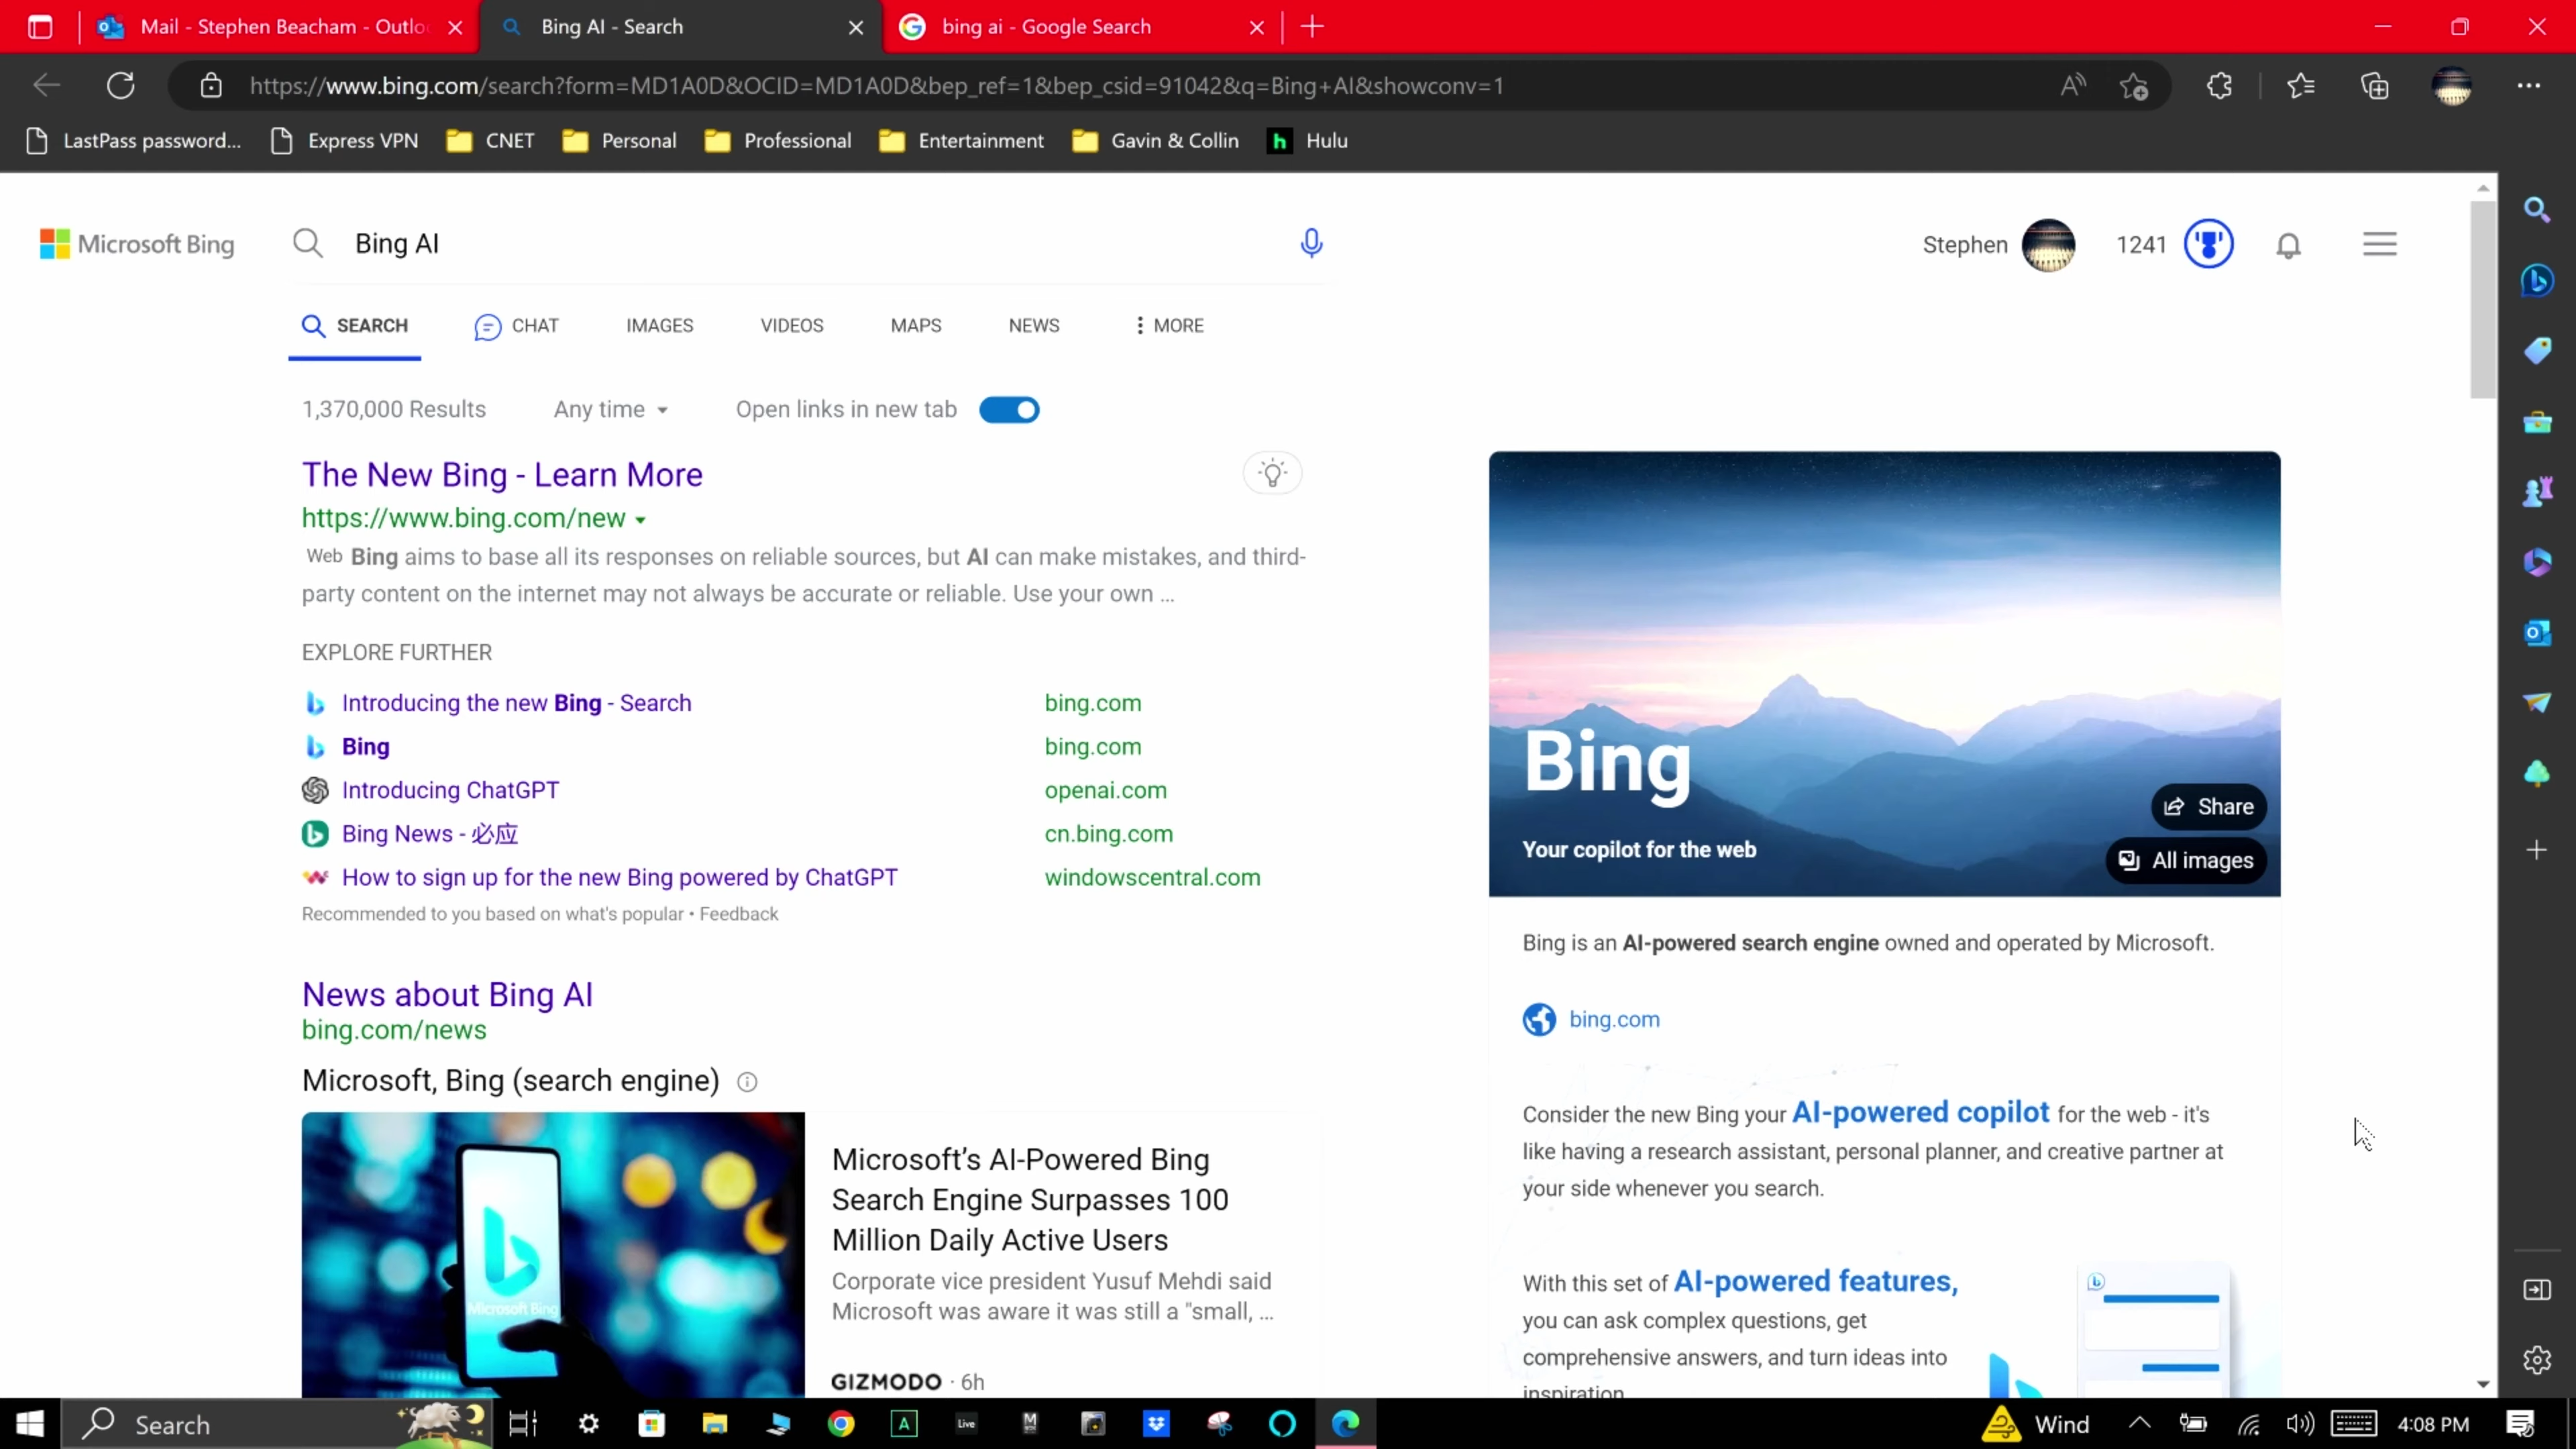 Mail - Stephen Beacham - Outlo
Bing AI - Search
bing ai - Google Search
https://www.bing.com/search?form=MD1A0D&OCID=MD1A0D&bep_ref=1&bep_csid=91042&q=Bing+AI&showconv=1
LastPass password... Express VPN CNET Personal Professional Entertainment Gavin & Collin Hulu
Microsoft Bing
Bing AI
Stephen 1241
SEARCH CHAT IMAGES VIDEOS MAPS NEWS MORE
1,370,000 Results Any time Open links in new tab
The New Bing - Learn More
https://www.bing.com/new
Web Bing aims to base all its responses on reliable sources, but AI can make mistakes, and third-
party content on the internet may not always be accurate or reliable. Use your own ...
EXPLORE FURTHER
Introducing the new Bing - Search bing.com
Bing bing.com
Introducing ChatGPT openai.com
Bing News - 必应 cn.bing.com
How to sign up for the new Bing powered by ChatGPT windowscentral.com
Recommended to you based on what's popular • Feedback
News about Bing AI
bing.com/news
Microsoft, Bing (search engine)
Microsoft Bing
Microsoft's AI-Powered Bing
Search Engine Surpasses 100
Million Daily Active Users
Corporate vice president Yusuf Mehdi said
Microsoft was aware it was still a "small, ...
GIZMODO · 6h
Bing
Your copilot for the web
Share
All images
Bing is an AI-powered search engine owned and operated by Microsoft.
bing.com
Consider the new Bing your AI-powered copilot for the web - it's
like having a research assistant, personal planner, and creative partner at
your side whenever you search.
With this set of AI-powered features,
you can ask complex questions, get
comprehensive answers, and turn ideas into
inspiration
Search
Live
Wind
4:08 PM